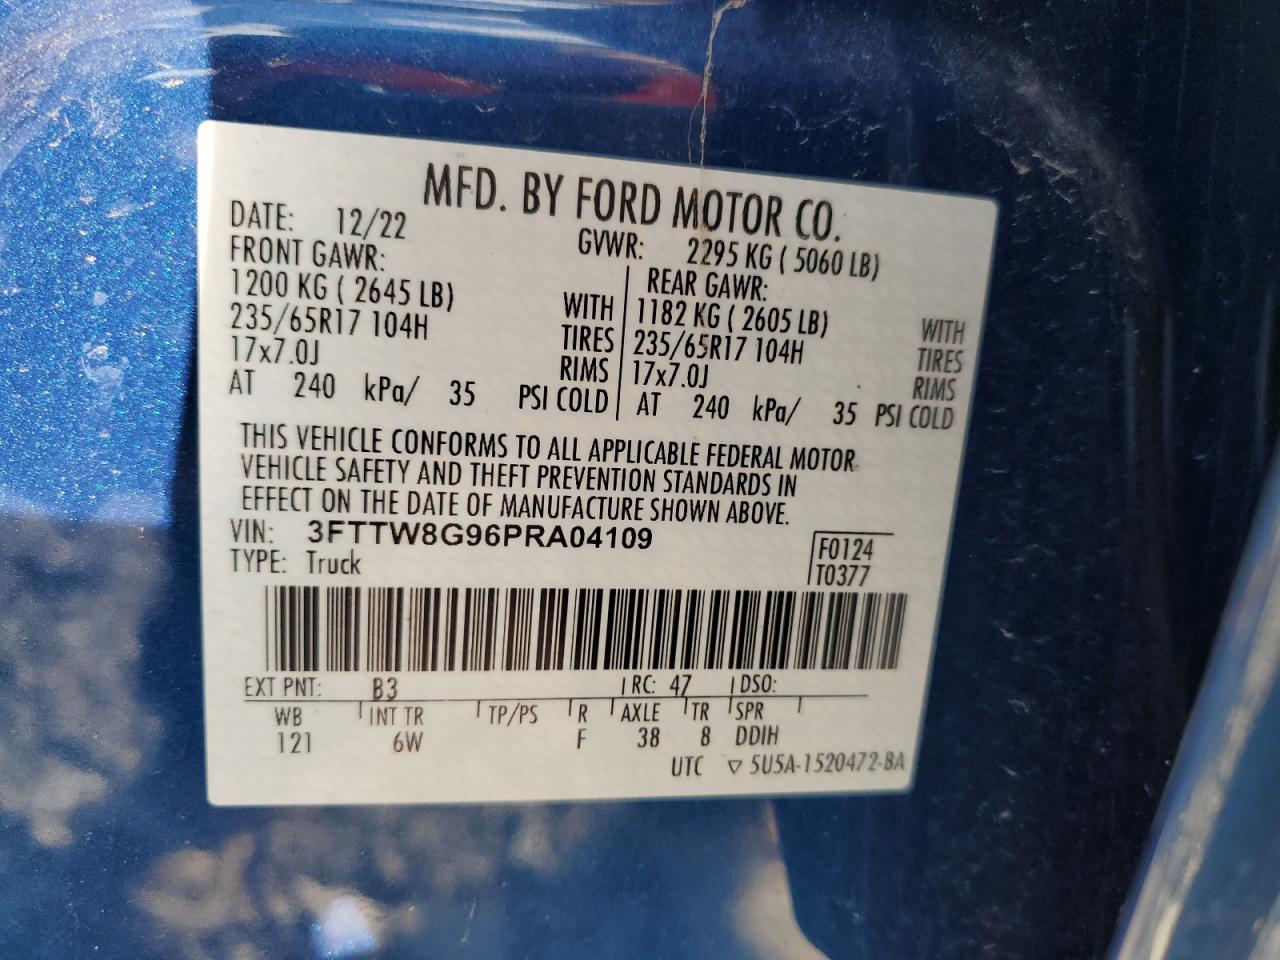 MFD. BY FORD MOTOR CO.
DATE: 12/22 GVWR: 2295 KG ( 5060 LB)
FRONT GAWR: REAR GAWR:
1200 KG ( 2645 LB) WITH 1182 KG ( 2605 LB) WITH
235/65R17 104H TIRES 235/65R17 104H TIRES
17x7.0J RIMS 17x7.0J RIMS
AT 240 kPa/ 35 PSI COLD AT 240 kPa/ 35 PSI COLD
THIS VEHICLE CONFORMS TO ALL APPLICABLE FEDERAL MOTOR
VEHICLE SAFETY AND THEFT PREVENTION STANDARDS IN
EFFECT ON THE DATE OF MANUFACTURE SHOWN ABOVE.
VIN: 3FTTW8G96PRA04109
F0124
TYPE: Truck T0377
EXT PNT: B3 RC: 47 DSO:
WB INT TR TP/PS R AXLE TR SPR
121 6W F 38 8 DDIH
UTC ▽ 5U5A-1520472-BA